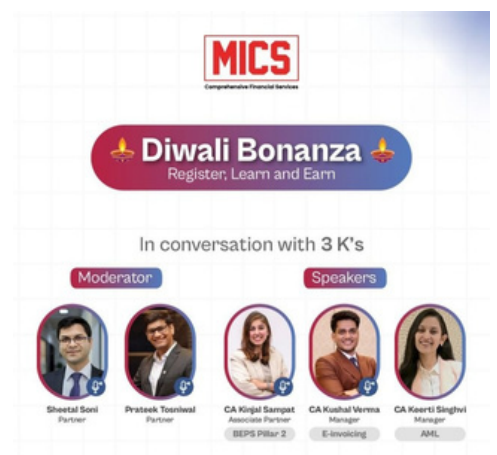 MICS
Comprehensive Financial Services
Diwali Bonanza
Register, Learn and Earn
In conversation with 3 K's
Moderator
Speakers
Sheetal Soni
Partner
Prateek Tosniwal
Partner
CA Kinjal Sampat
Associate Partner
BEPS Pillar 2
CA Kushal Verma
Manager
E-invoicing
CA Keerti Singhvi
Manager
AML